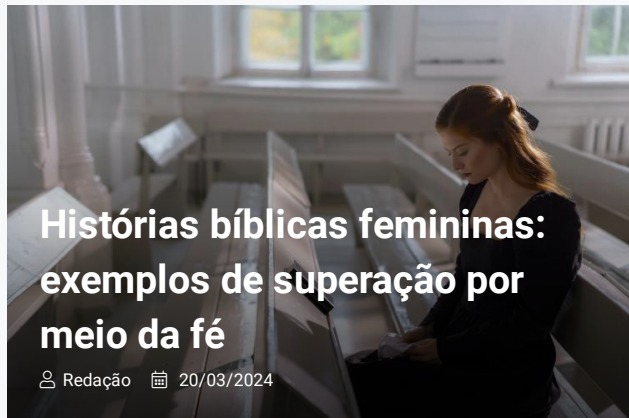 Histórias bíblicas femininas:
exemplos de superação por
meio da fé
Redação 20/03/2024